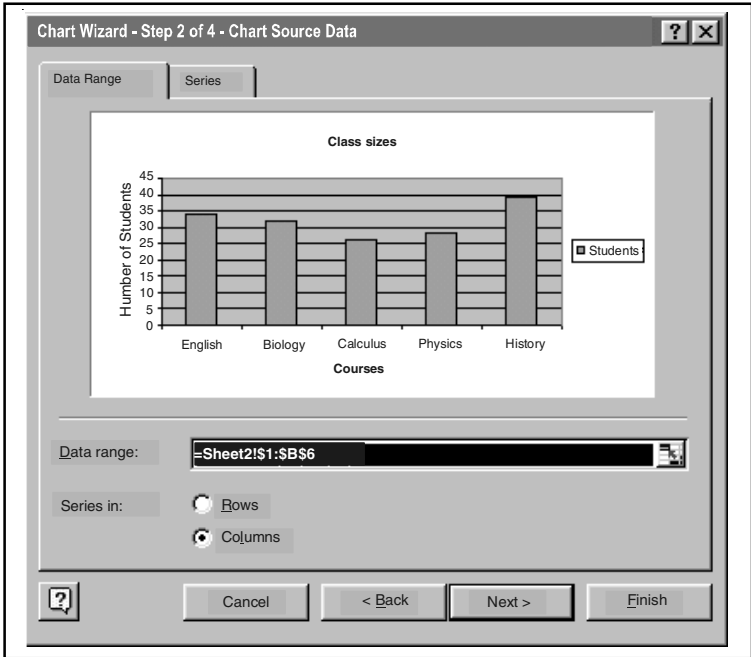 Chart Wizard - Step 2 of 4 - Chart Source Data
Data Range
Series
Class sizes
Humber of Students
45
40
35
30
25
20
15
10
5
0
English Biology Calculus Physics History
Courses
Students
Data range:
=Sheet2!$1:$B$6
Series in:
Rows
Columns
Cancel
< Back
Next >
Finish